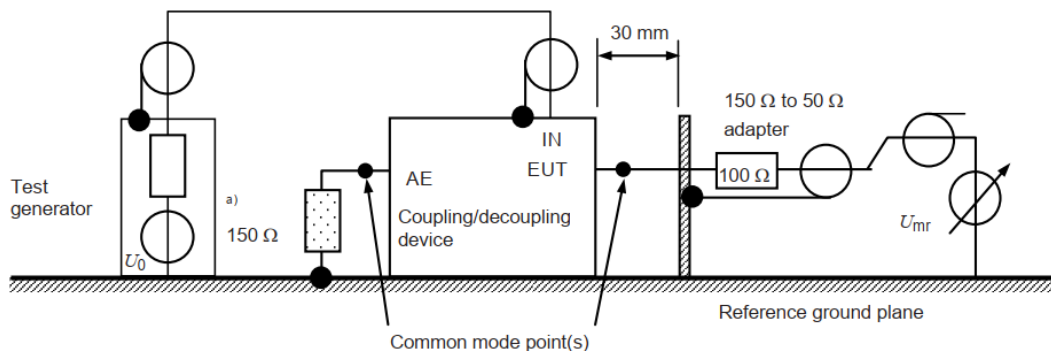 30 mm
150 Ω to 50 Ω
adapter
IN
EUT
100 Ω
AE
Test
generator
a)
150 Ω
Coupling/decoupling
device
U0
Umr
Reference ground plane
Common mode point(s)